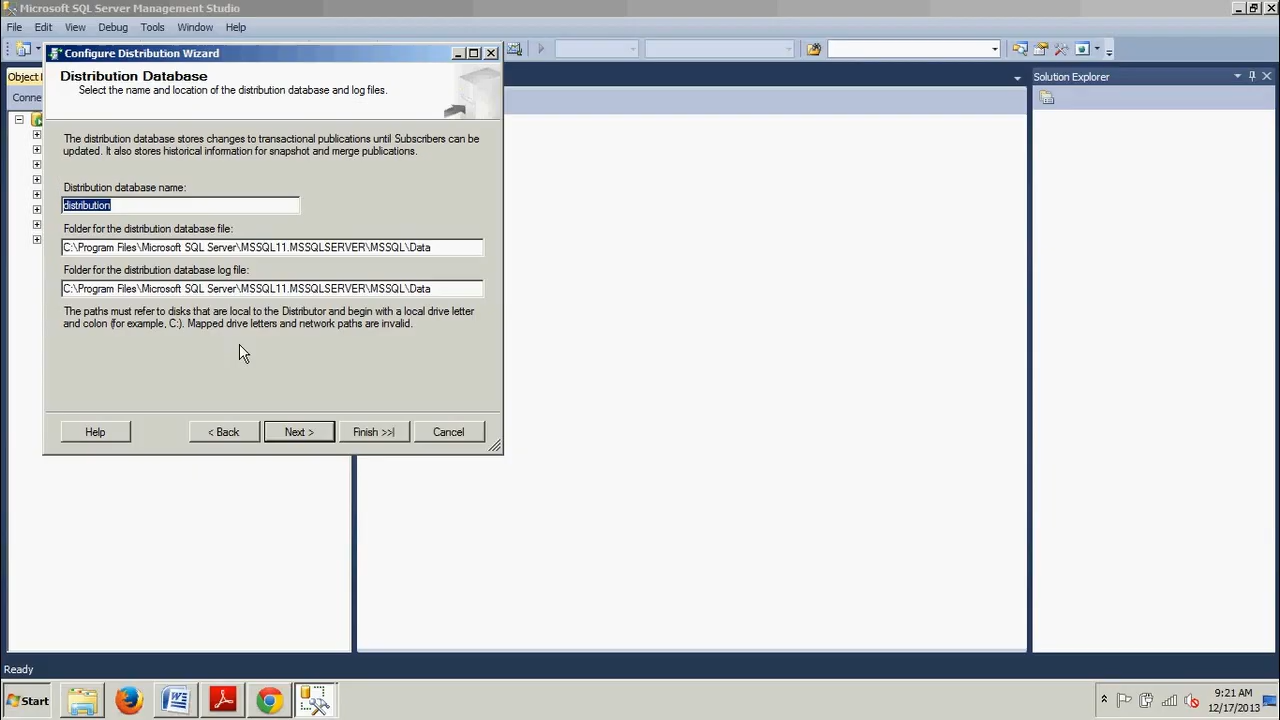 Microsoft SQL Server Management Studio
File Edit View Debug Tools Window Help
Configure Distribution Wizard
Distribution Database
Select the name and location of the distribution database and log files.
Object
Solution Explorer
Conne
The distribution database stores changes to transactional publications until Subscribers can be
updated. It also stores historical information for snapshot and merge publications.
Distribution database name:
distribution
Folder for the distribution database file:
C:\Program Files\Microsoft SQL Server\MSSQL11.MSSQLSERVER\MSSQL\Data
Folder for the distribution database log file:
C:\Program Files\Microsoft SQL Server\MSSQL11.MSSQLSERVER\MSSQL\Data
The paths must refer to disks that are local to the Distributor and begin with a local drive letter
and colon (for example, C:). Mapped drive letters and network paths are invalid.
Help < Back Next > Finish >>| Cancel
Ready
Start
9:21 AM
12/17/2013